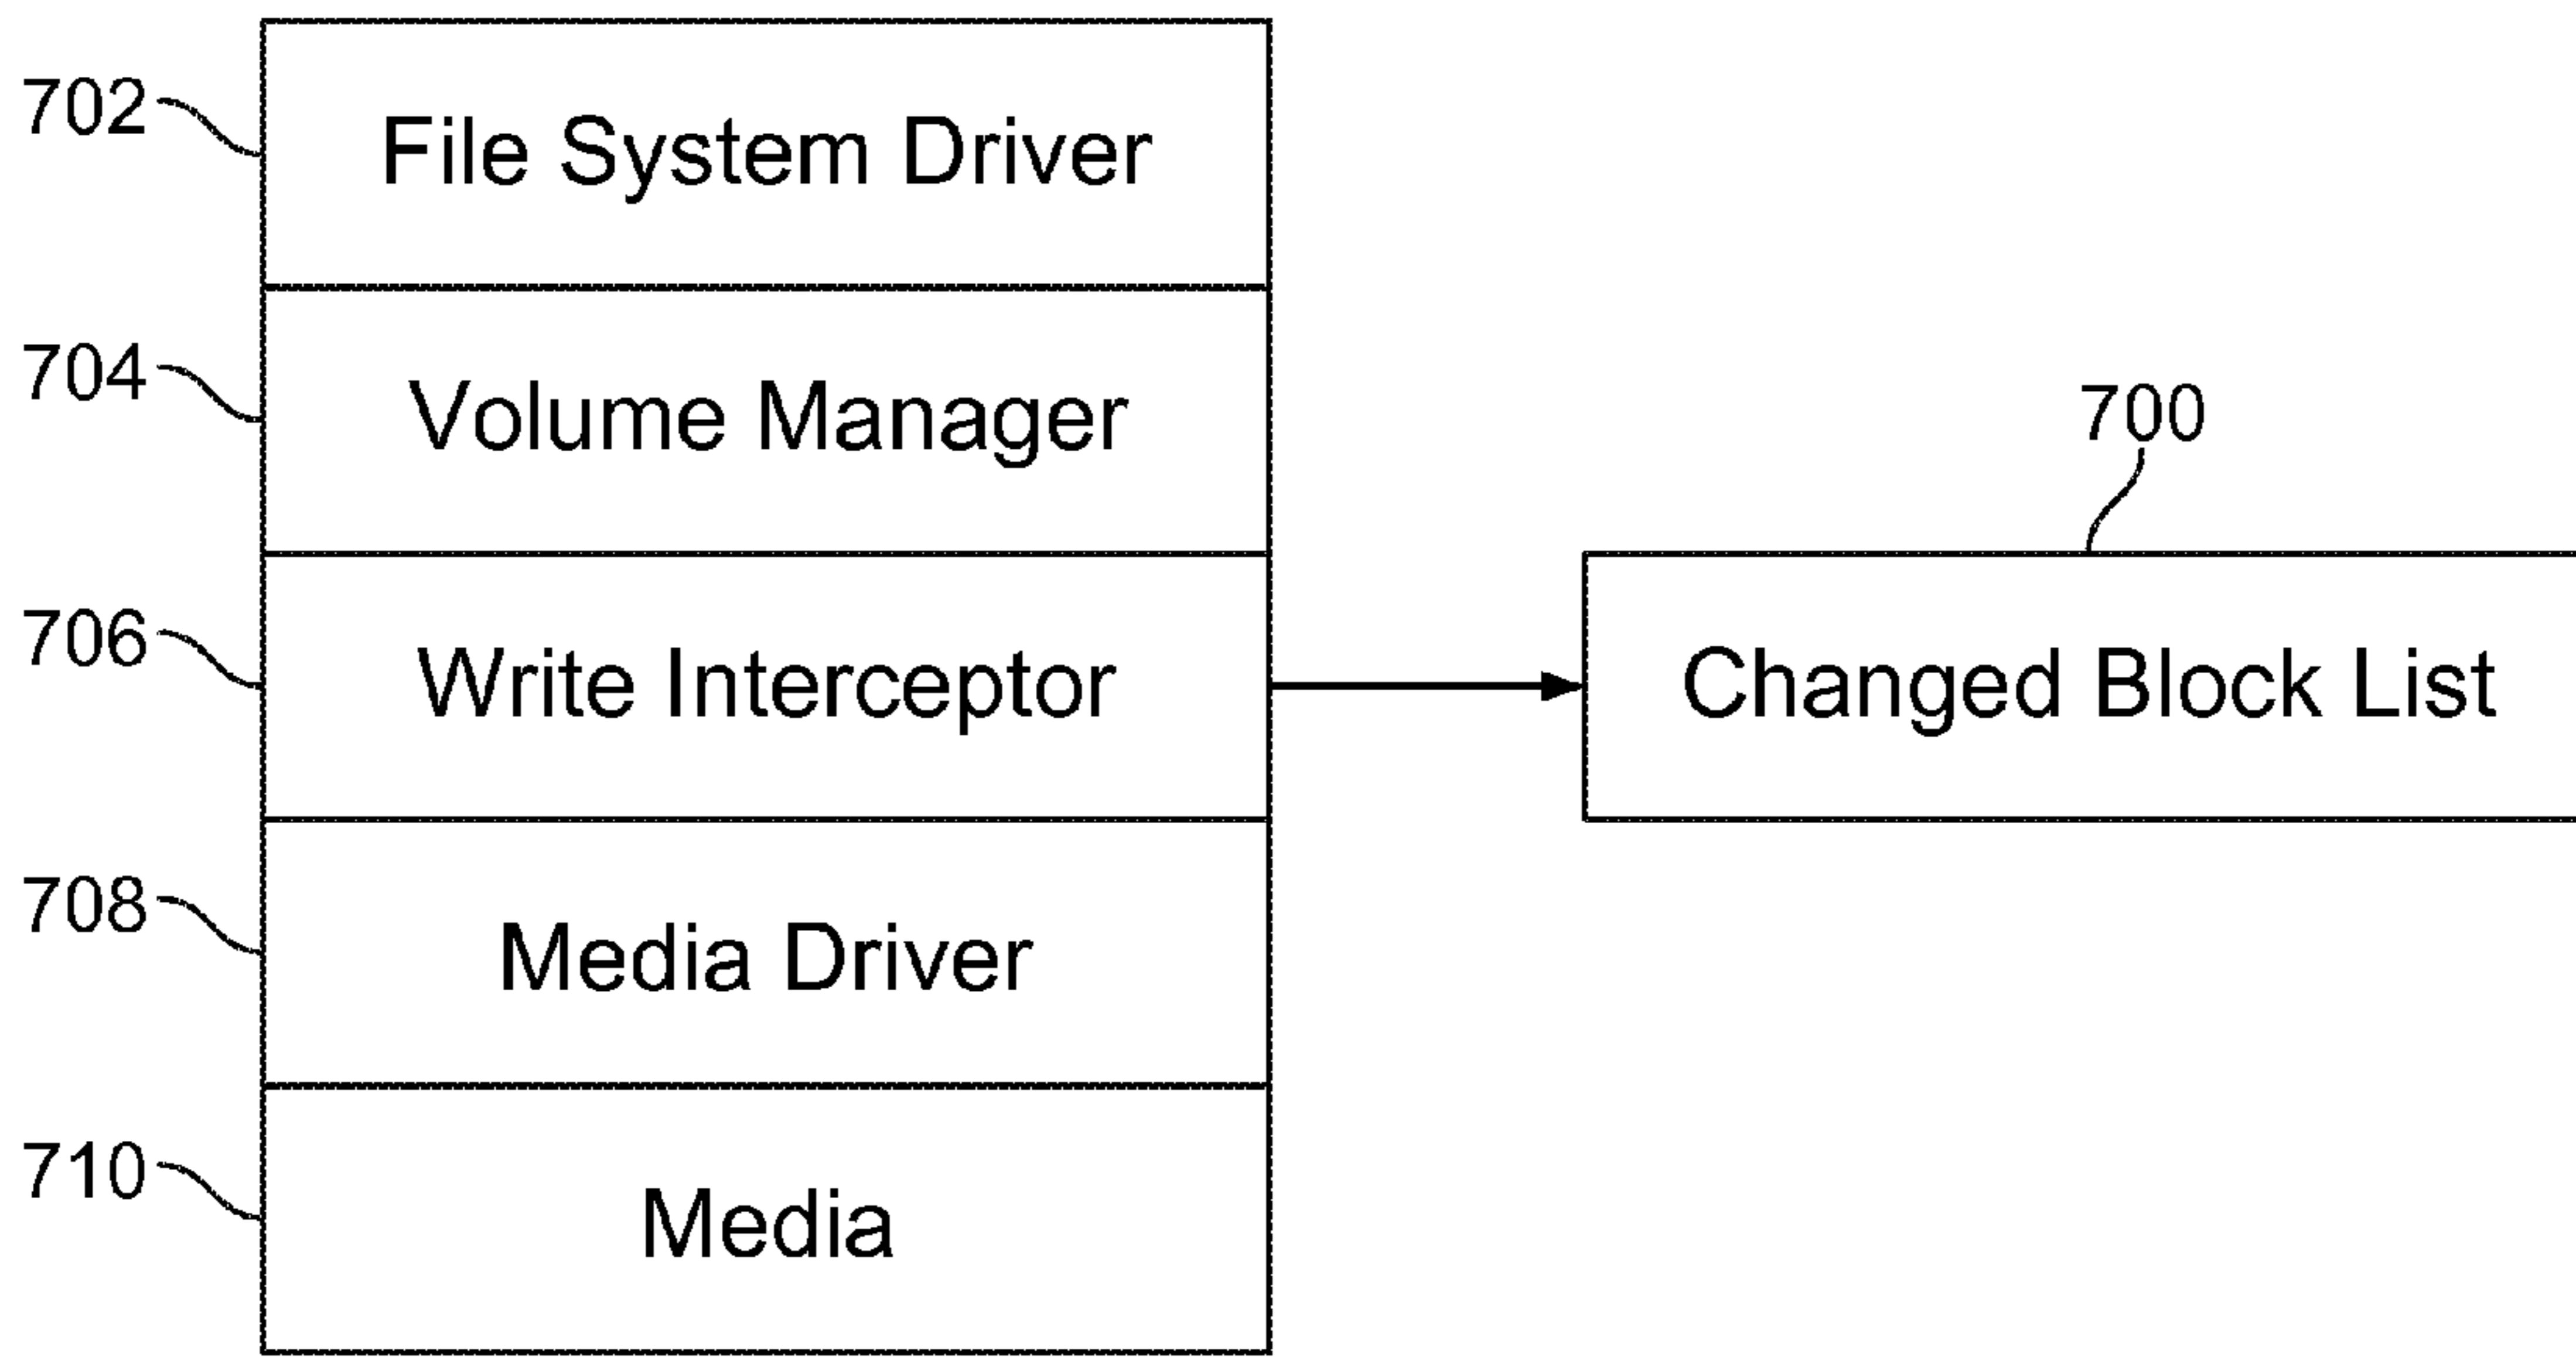 702
File System Driver
704
Volume Manager
700
706
Write Interceptor
Changed Block List
708
Media Driver
710
Media